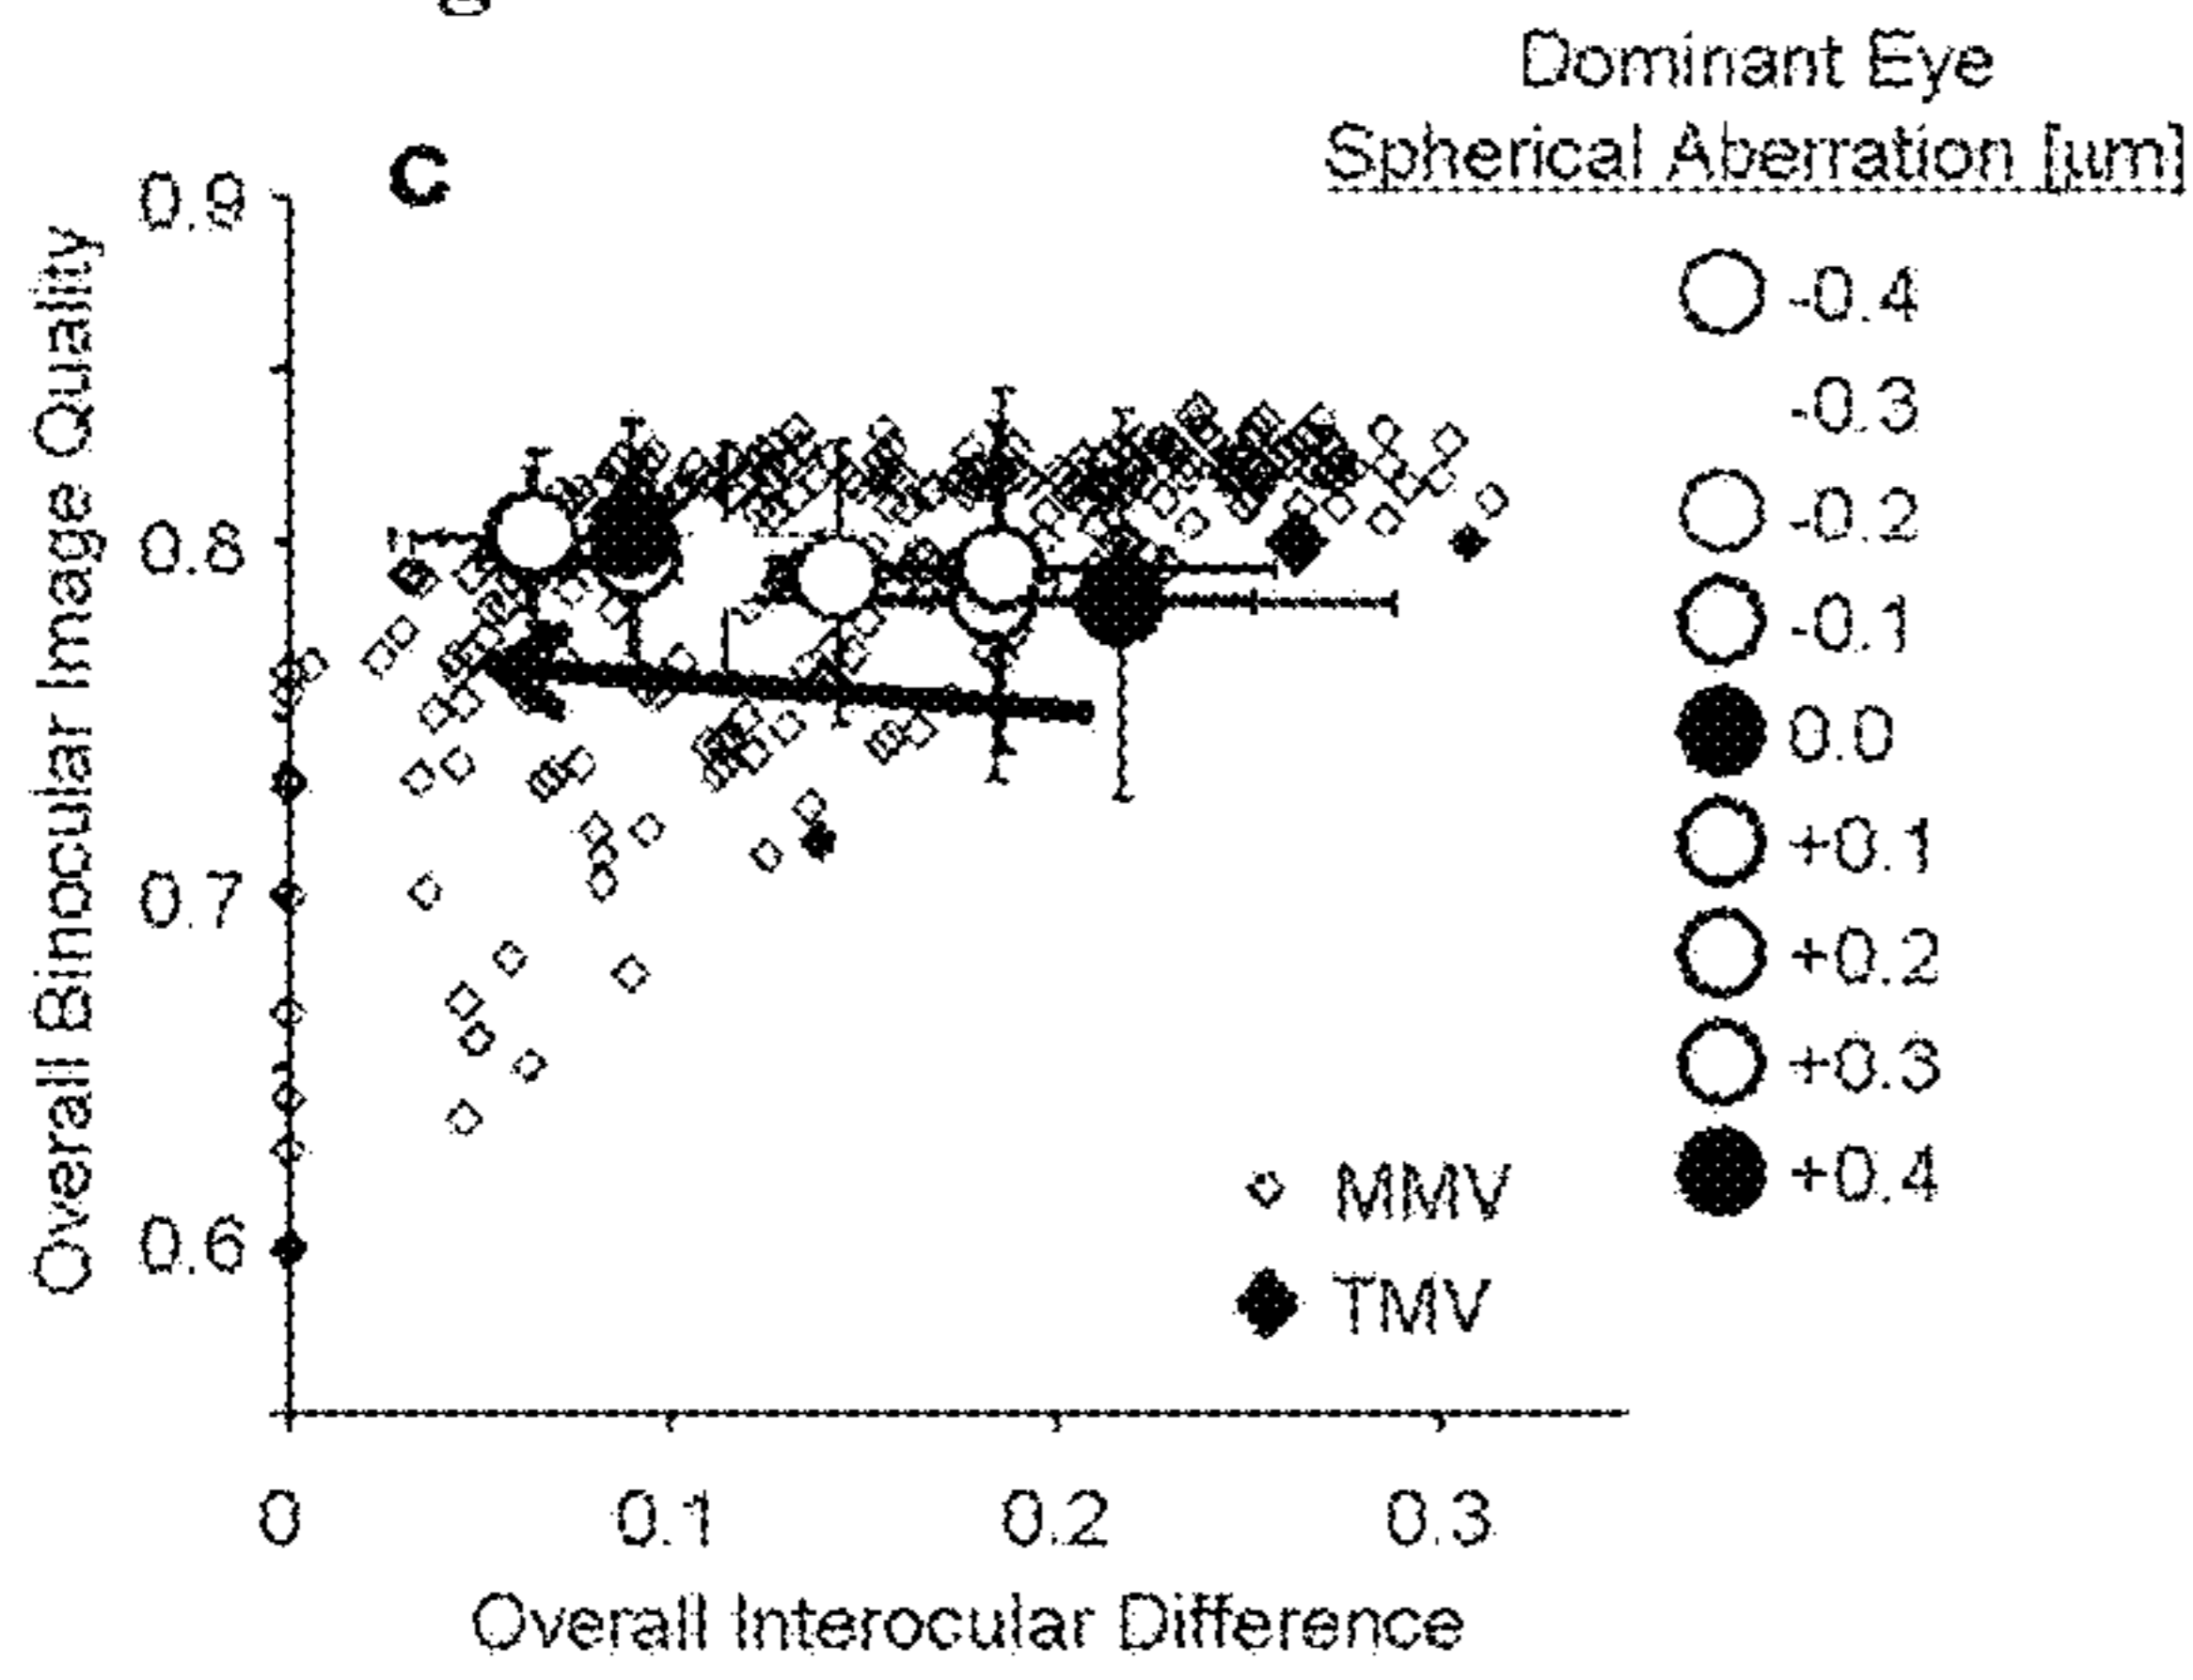 Dominant Eye
Spherical Aberration [µm]
C
Overall Binocular Image Quality
0.9
0.8
0.7
0.6
-0.4
-0.3
-0.2
-0.1
0.0
+0.1
+0.2
+0.3
+0.4
MMV
TMV
0 0.1 0.2 0.3
Overall Interocular Difference